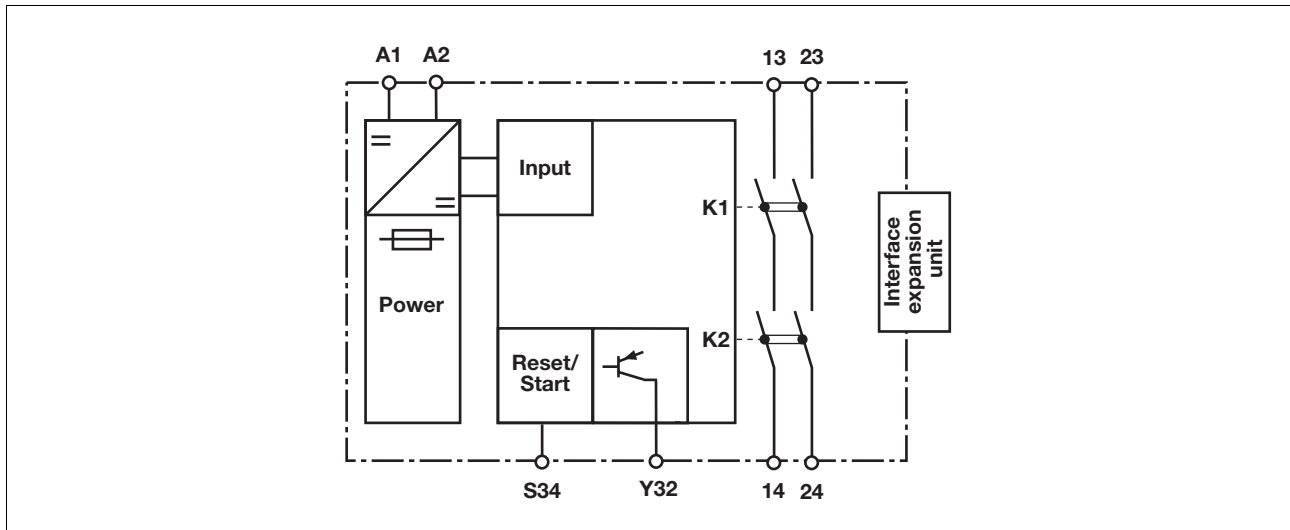 A1 A2
13 23
Input
K1
Interface
expansion
unit
Power
K2
Reset/
Start
S34
Y32
14 24